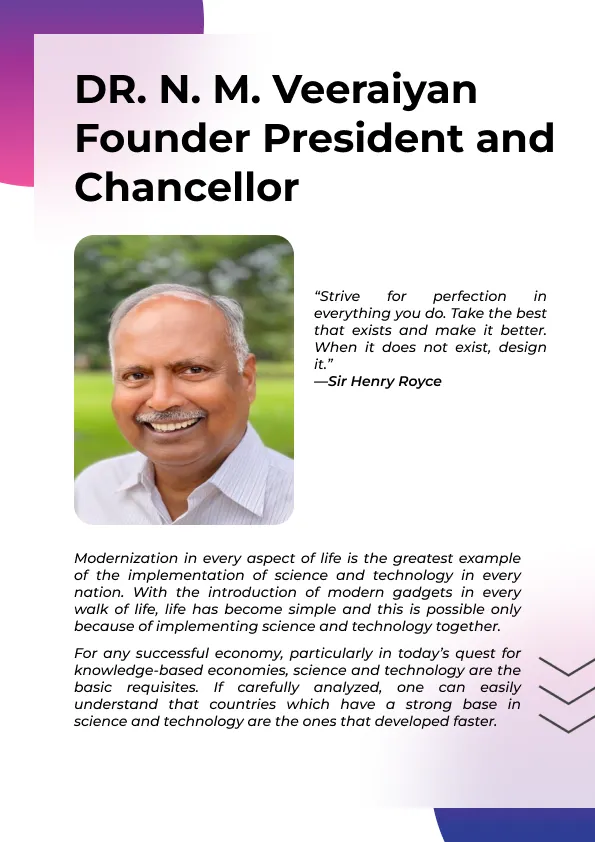 DR. N. M. Veeraiyan
Founder President and
Chancellor
“Strive for perfection in
everything you do. Take the best
that exists and make it better.
When it does not exist, design
it.”
—Sir Henry Royce
Modernization in every aspect of life is the greatest example
of the implementation of science and technology in every
nation. With the introduction of modern gadgets in every
walk of life, life has become simple and this is possible only
because of implementing science and technology together.
For any successful economy, particularly in today’s quest for
knowledge-based economies, science and technology are the
basic requisites. If carefully analyzed, one can easily
understand that countries which have a strong base in
science and technology are the ones that developed faster.